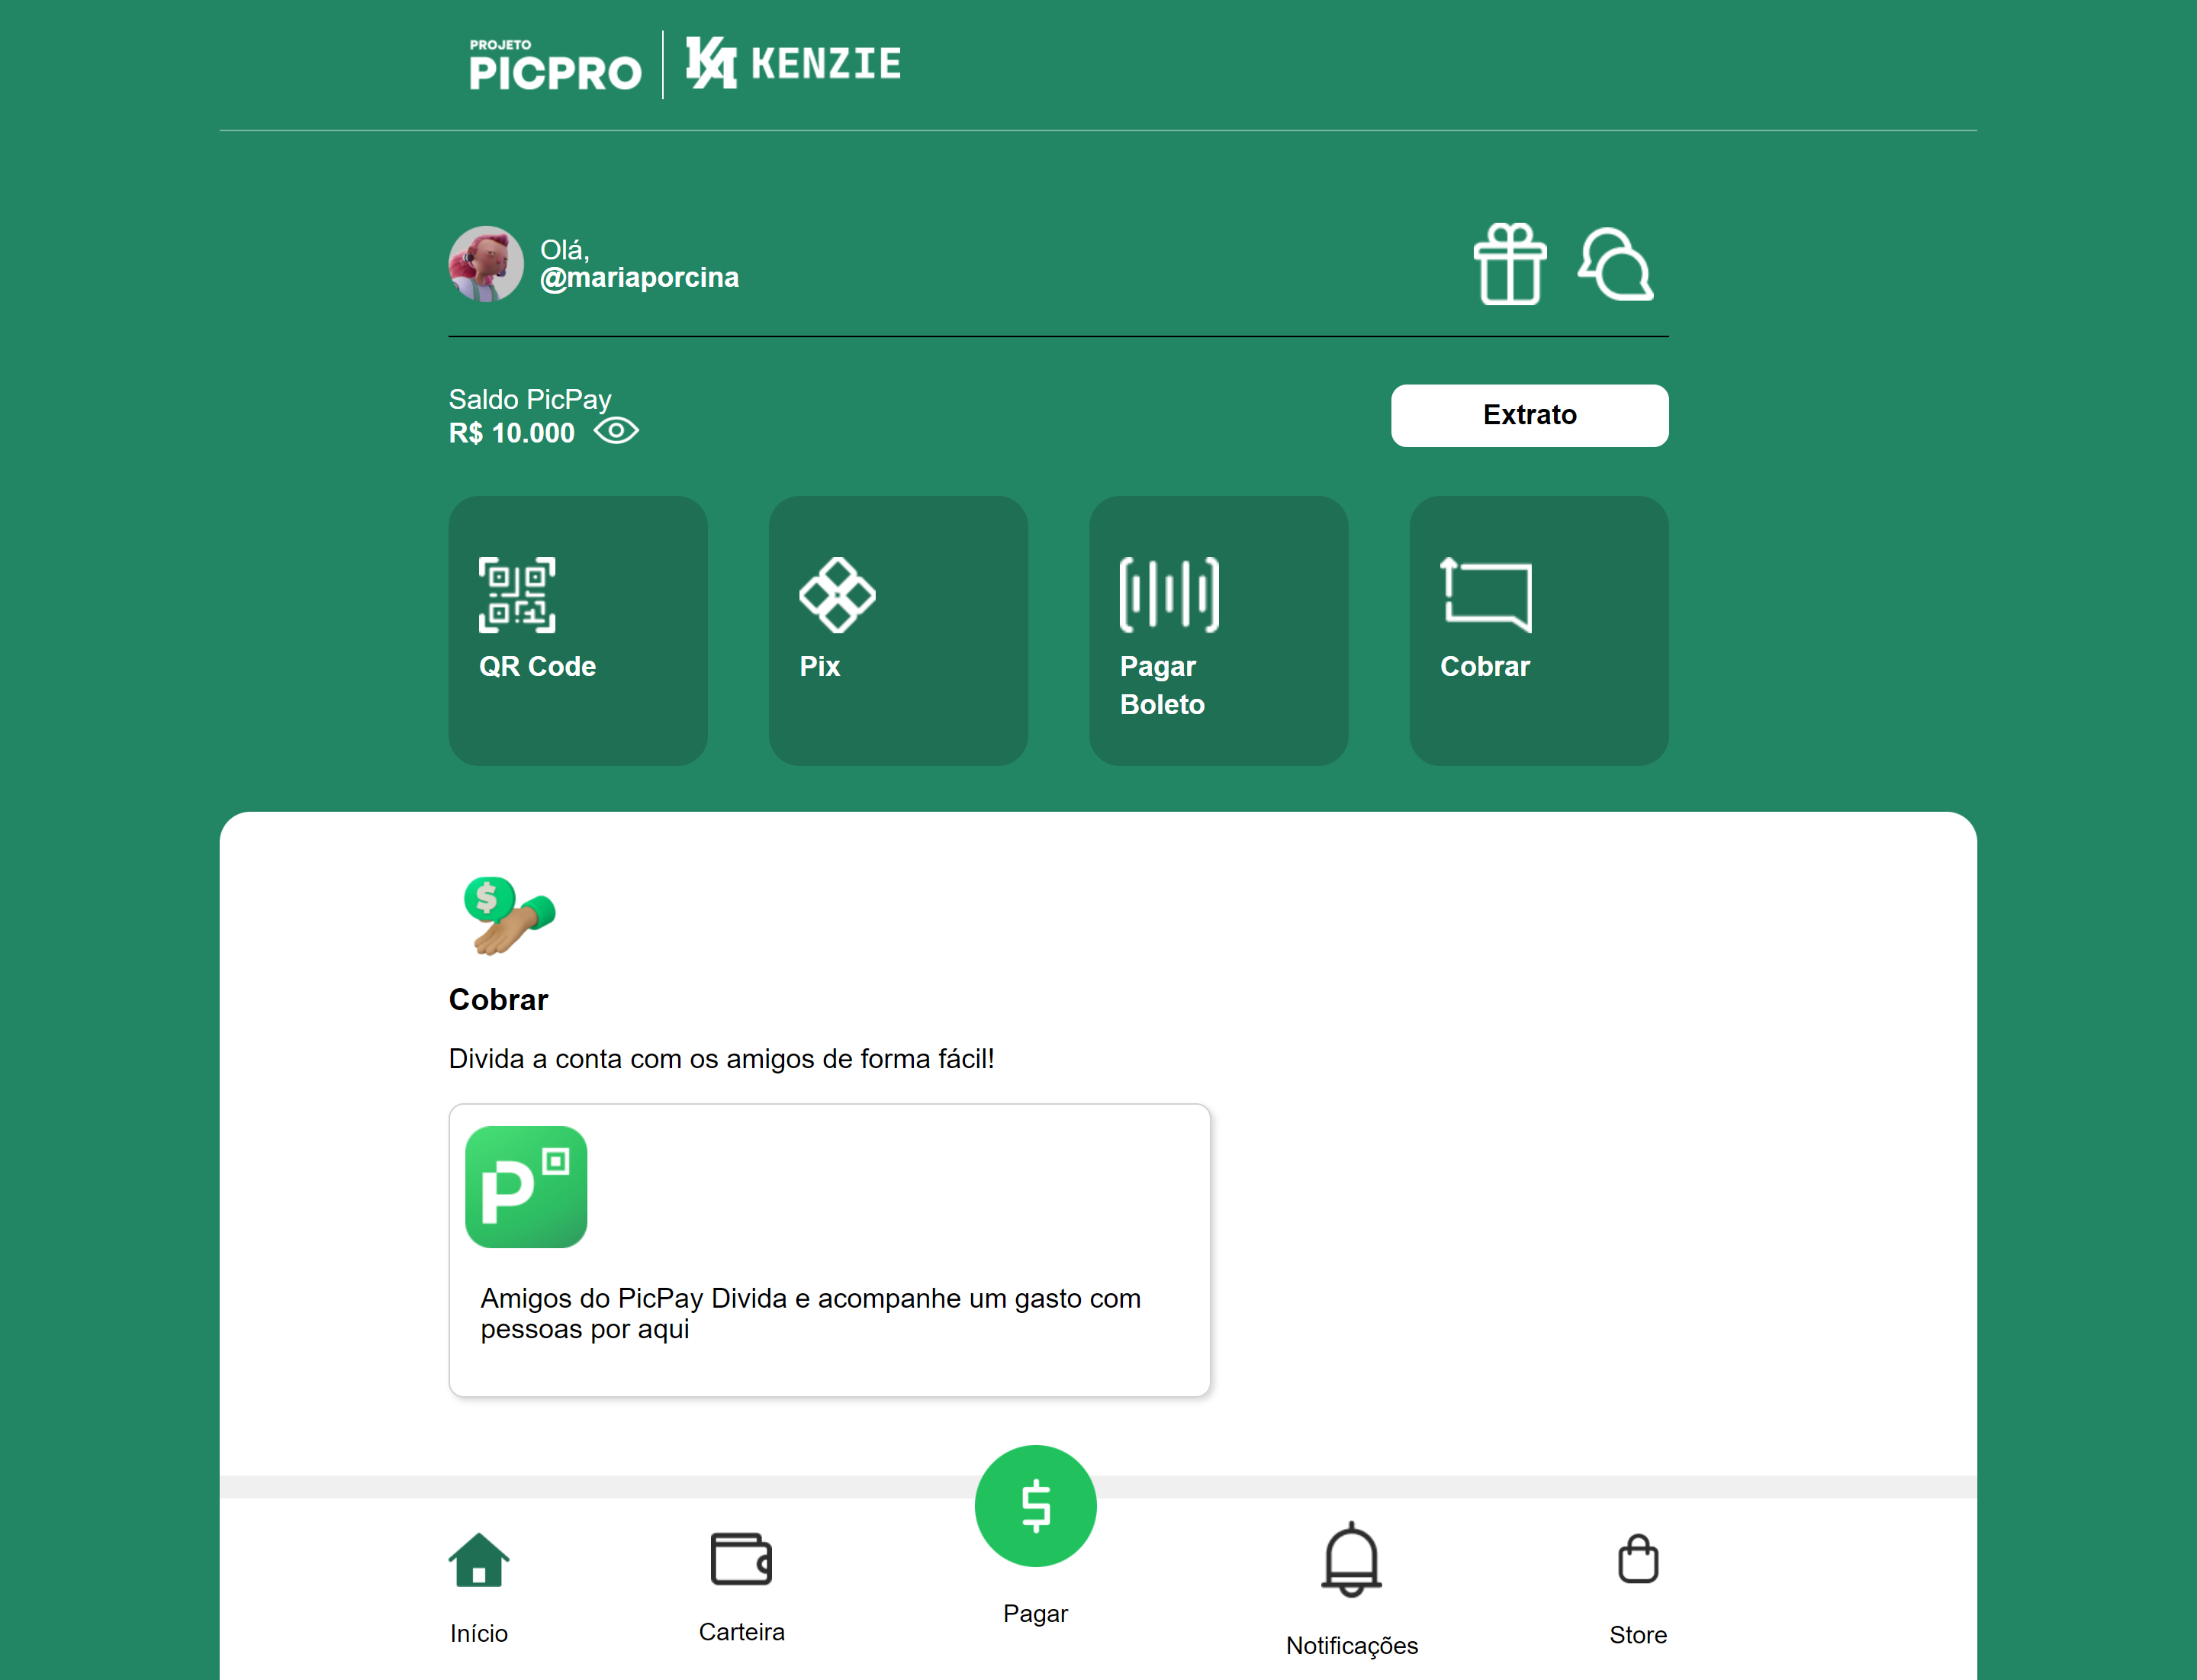 PROJETO
PICPRO
KENZIE
Olá,
@mariaporcina
Saldo PicPay
R$ 10.000
Extrato
QR Code
Pix
Pagar
Boleto
Cobrar
Cobrar
Divida a conta com os amigos de forma fácil!
Amigos do PicPay Divida e acompanhe um gasto com
pessoas por aqui
Início
Carteira
Pagar
Notificações
Store